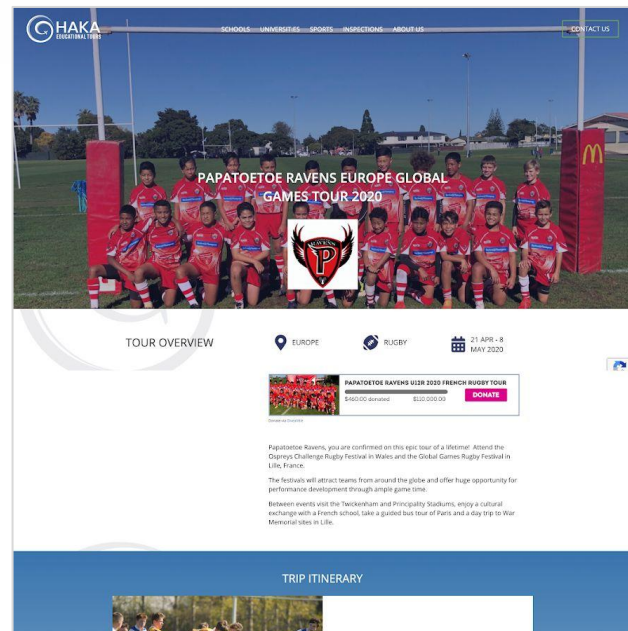 HAKA
EDUCATIONAL TOURS
SCHOOLS UNIVERSITIES SPORTS INSPECTIONS ABOUT US
CONTACT US
PAPATOETOE RAVENS EUROPE GLOBAL
GAMES TOUR 2020
RAVENS
P
TOUR OVERVIEW
EUROPE
RUGBY
21 APR - 8
MAY 2020
PAPATOETOE RAVENS U12R 2020 FRENCH RUGBY TOUR
$460.00 donated $110,000.00
DONATE
Papatoetoe Ravens, you are confirmed on this epic tour of a lifetime! Attend the
Ospreys Challenge Rugby Festival in Wales and the Global Games Rugby Festival in
Lille, France.
The festivals will attract teams from around the globe and offer huge opportunity for
performance development through ample game time.
Between events visit the Twickenham and Principality Stadiums, enjoy a cultural
exchange with a French school, take a guided bus tour of Paris and a day trip to War
Memorial sites in Lille.
TRIP ITINERARY